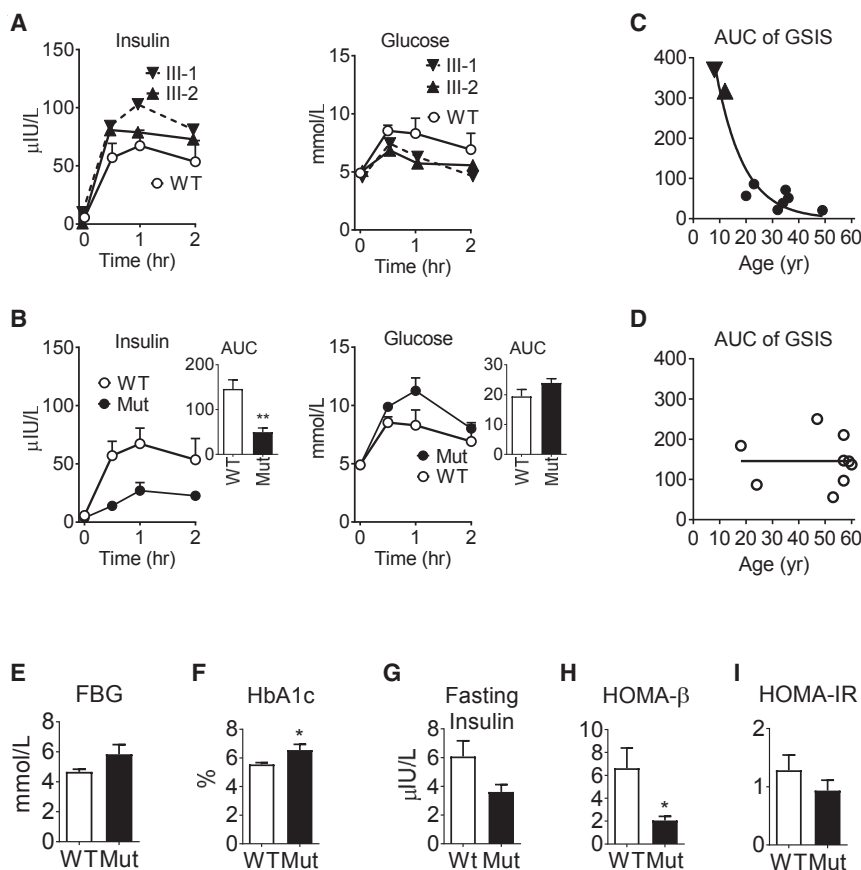 A
Insulin
150
100
50
0
µIU/L
III-1
III-2
WT
0 1 2
Time (hr)
Glucose
15
10
5
0
mmol/L
III-1
III-2
WT
0 1 2
Time (hr)
C
AUC of GSIS
400
300
200
100
0
0 10 20 30 40 50 60
Age (yr)
B
Insulin
150
100
50
0
µIU/L
WT
Mut
0 1 2
Time (hr)
AUC
200
100
0
**
WT
Mut
Glucose
15
10
5
0
mmol/L
Mut
WT
0 1 2
Time (hr)
AUC
40
30
20
10
0
WT
Mut
D
AUC of GSIS
400
300
200
100
0
0 10 20 30 40 50 60
Age (yr)
E
FBG
8
6
4
2
0
mmol/L
WT Mut
F
HbA1c
8
6
4
2
0
%
*
WT Mut
G
Fasting
Insulin
8
6
4
2
0
µIU/L
Wt Mut
H
HOMA-β
8
6
4
2
0
*
WT Mut
I
HOMA-IR
2
1
0
WT Mut